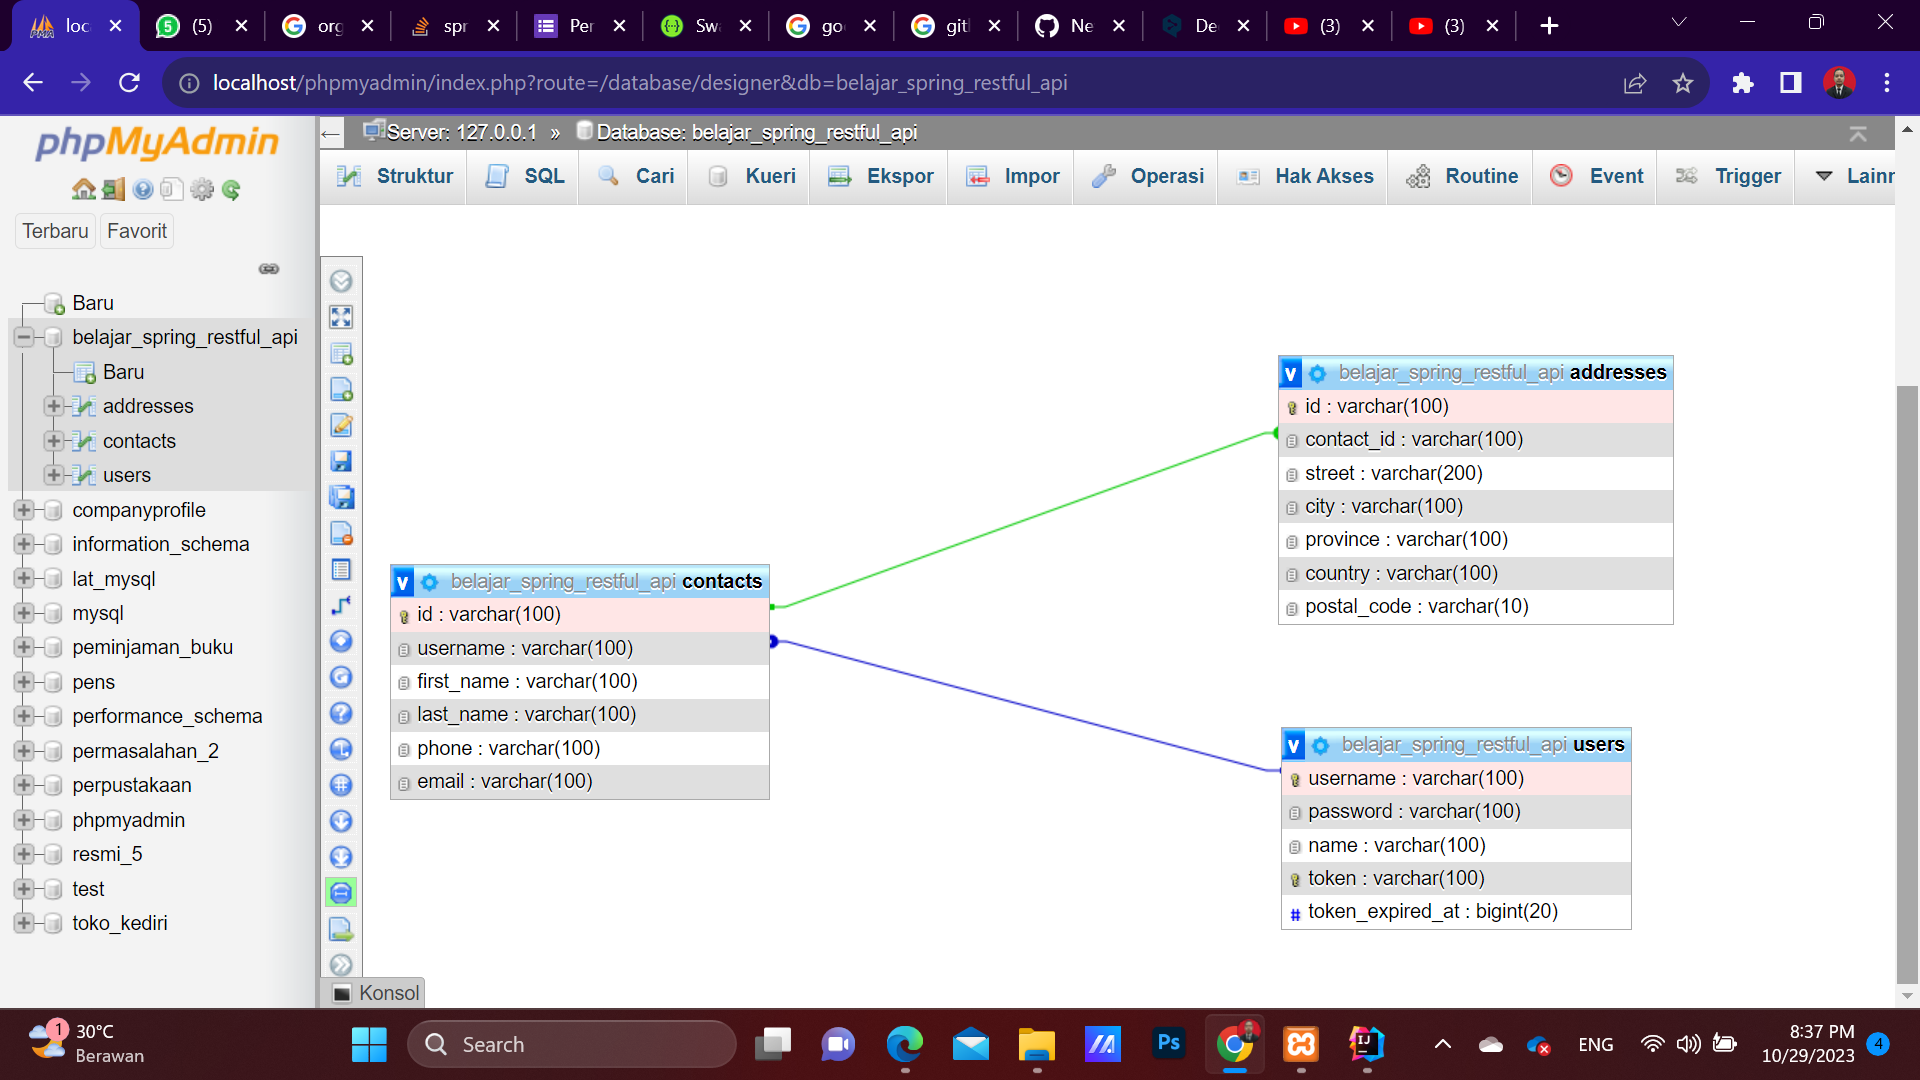 loc
(5)
org
spr
Per
Swa
goo
git
Ne
De
(3)
(3)
localhost/phpmyadmin/index.php?route=/database/designer&db=belajar_spring_restful_api
phpMyAdmin
Terbaru
Favorit
Baru
belajar_spring_restful_api
Baru
addresses
contacts
users
companyprofile
information_schema
lat_mysql
mysql
peminjaman_buku
pens
performance_schema
permasalahan_2
perpustakaan
phpmyadmin
resmi_5
test
toko_kediri
Server: 127.0.0.1 » Database: belajar_spring_restful_api
Struktur
SQL
Cari
Kueri
Ekspor
Impor
Operasi
Hak Akses
Routine
Event
Trigger
Lainn
v belajar_spring_restful_api addresses
id : varchar(100)
contact_id : varchar(100)
street : varchar(200)
city : varchar(100)
province : varchar(100)
country : varchar(100)
postal_code : varchar(10)
v belajar_spring_restful_api contacts
id : varchar(100)
username : varchar(100)
first_name : varchar(100)
last_name : varchar(100)
phone : varchar(100)
email : varchar(100)
v belajar_spring_restful_api users
username : varchar(100)
password : varchar(100)
name : varchar(100)
token : varchar(100)
# token_expired_at : bigint(20)
Konsol
1
30°C
Berawan
Search
Ps
IJ
ENG
8:37 PM
10/29/2023
4